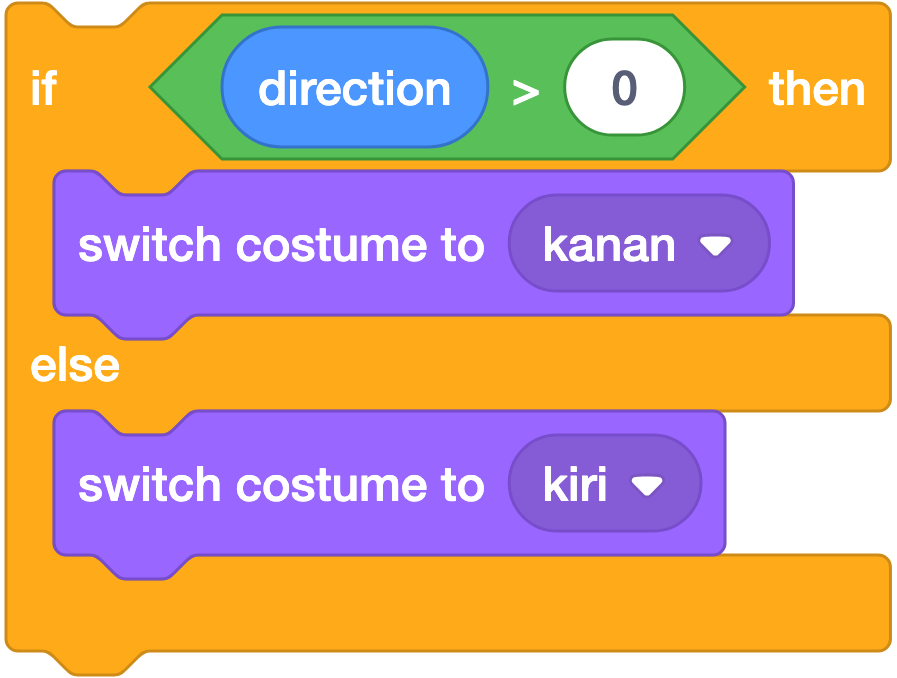 if direction > 0 then
switch costume to kanan
else
switch costume to kiri